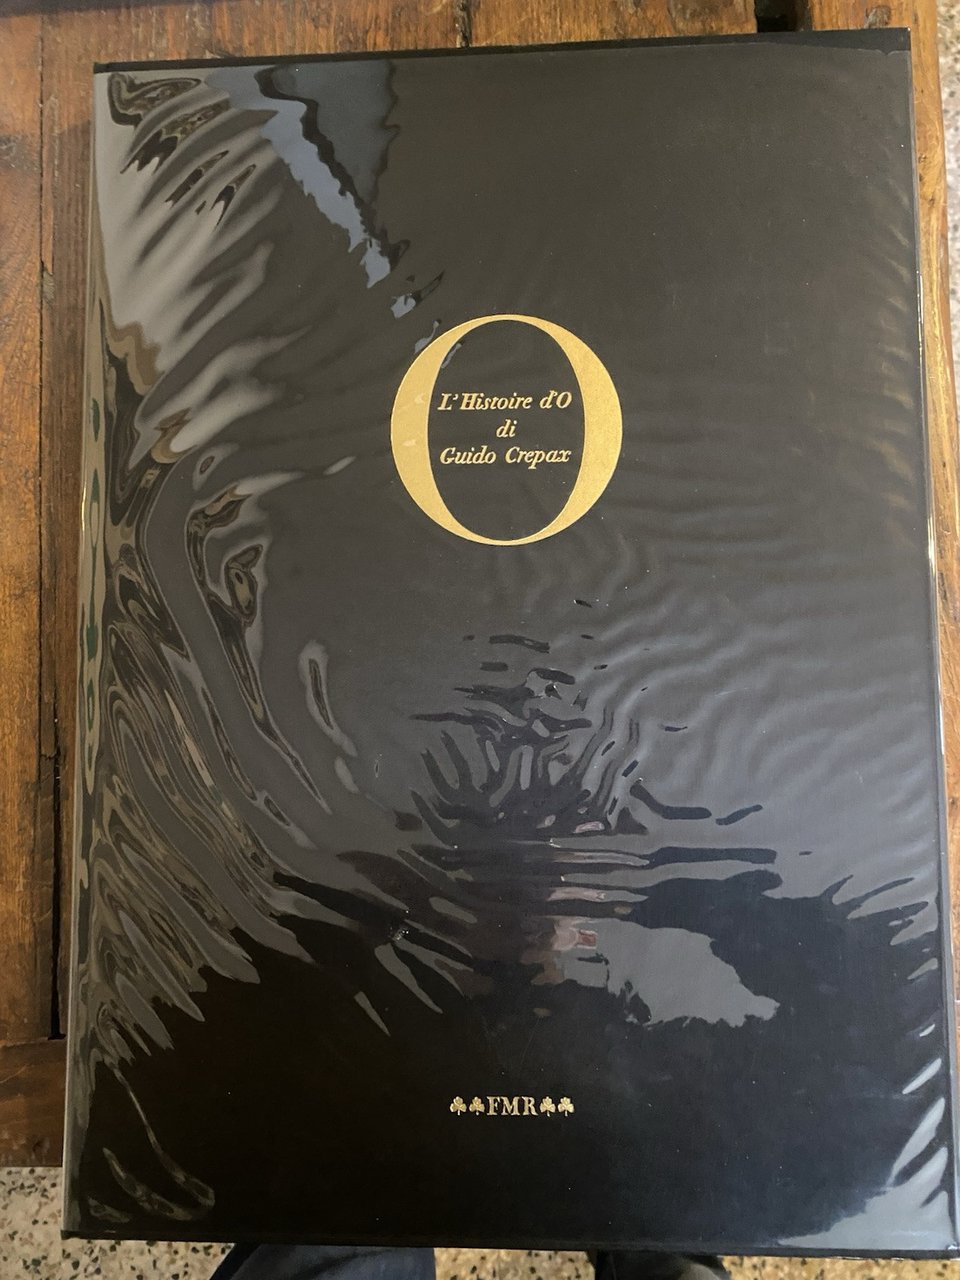 O
L'Histoire d'O
di
Guido Crepax
FMR